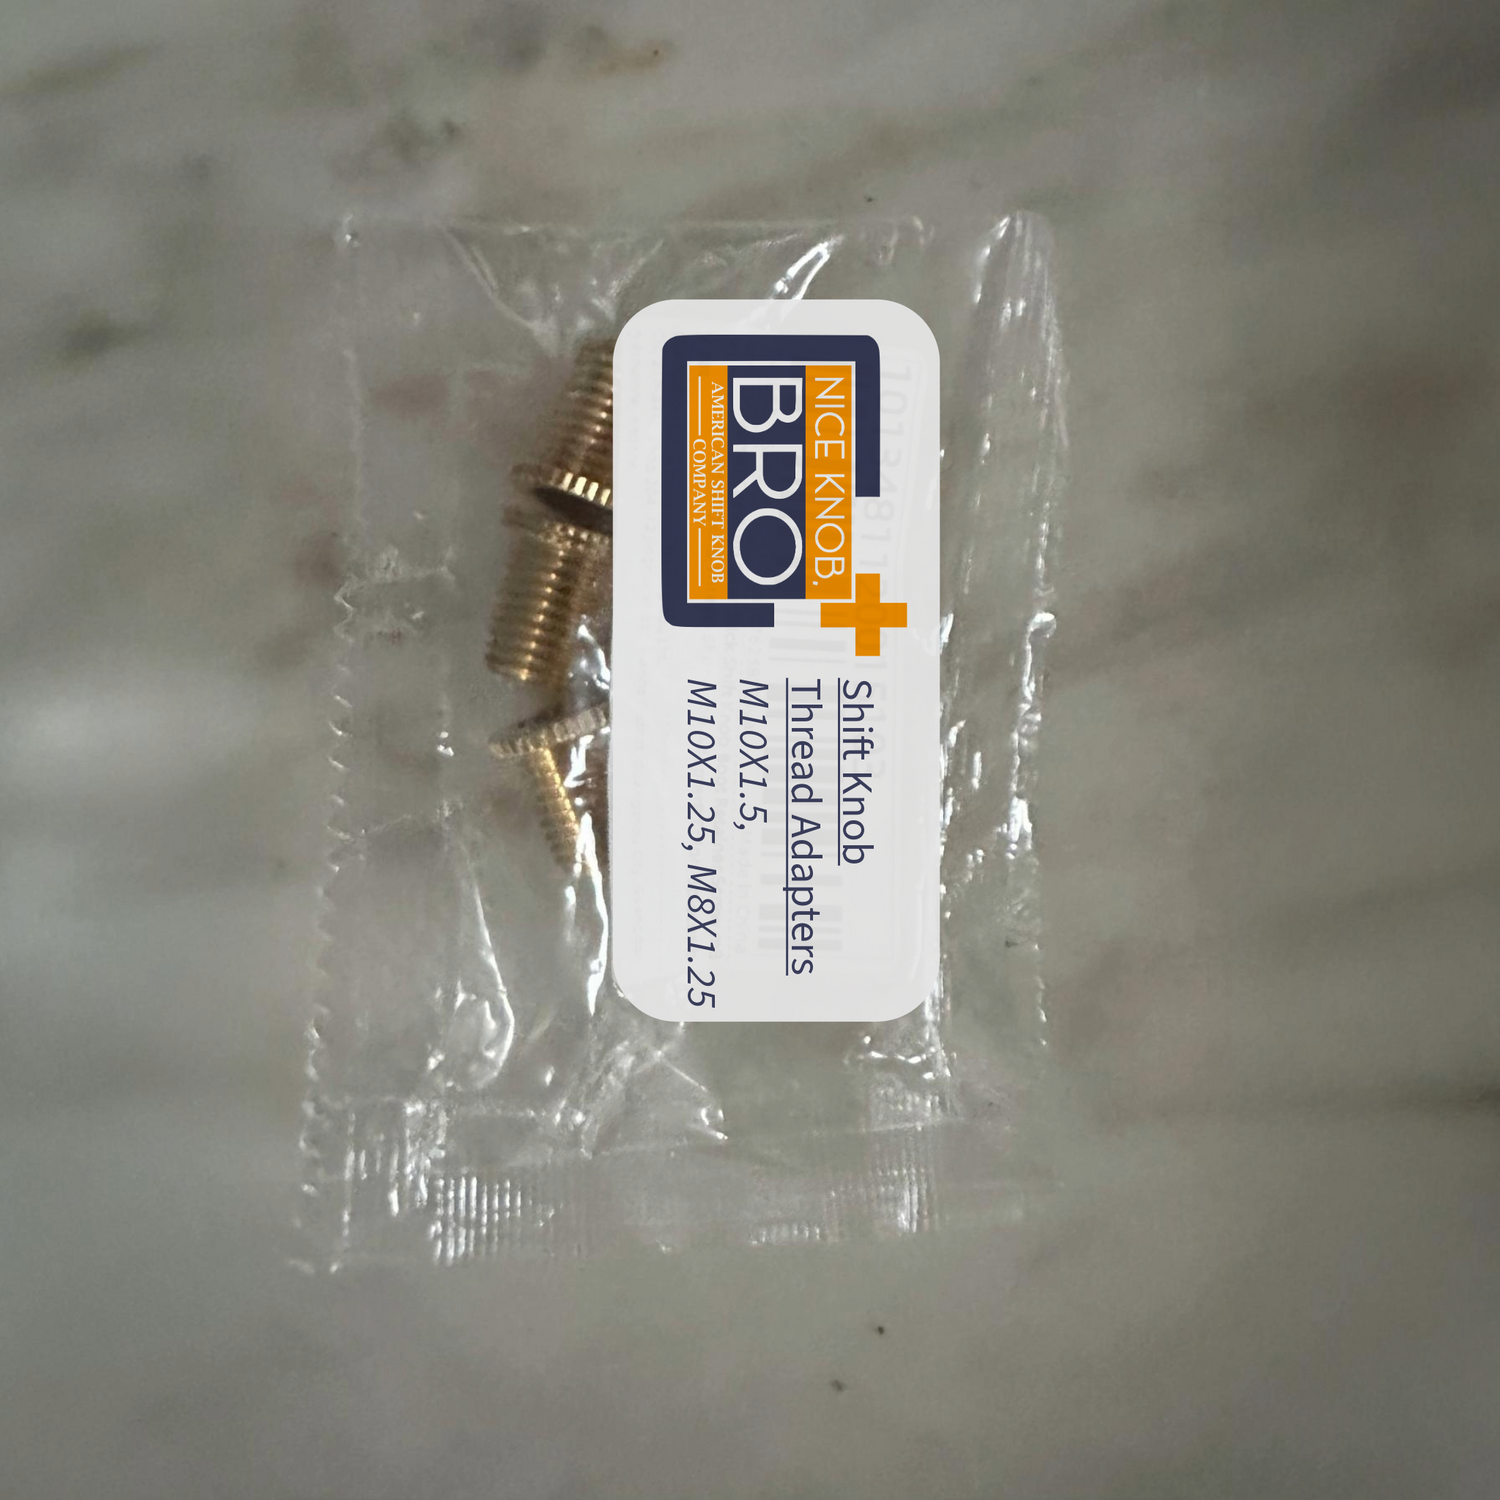 NICE KNOB,
BRO
AMERICAN SHIFT KNOB
COMPANY
Shift Knob
Thread Adapters
M10X1.5,
M10X1.25, M8X1.25